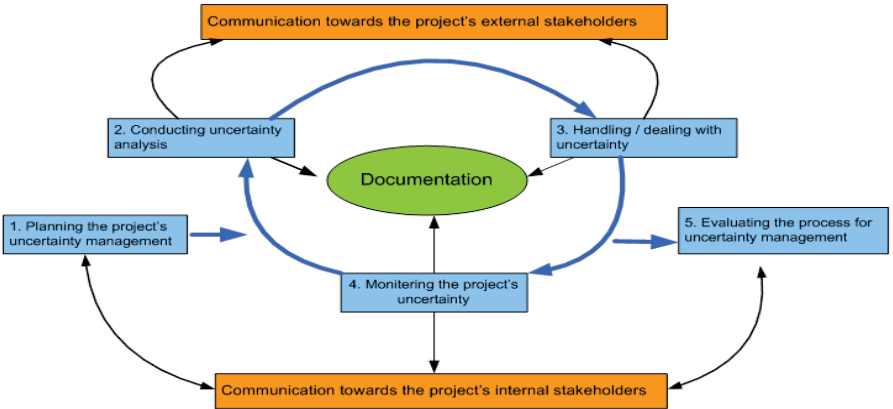 Communication towards the project's external stakeholders
2. Conducting uncertainty
analysis
3. Handling / dealing with
uncertainty
Documentation
1. Planning the project's
uncertainty management
5. Evaluating the process for
uncertainty management
4. Monitering the project's
uncertainty
Communication towards the project's internal stakeholders